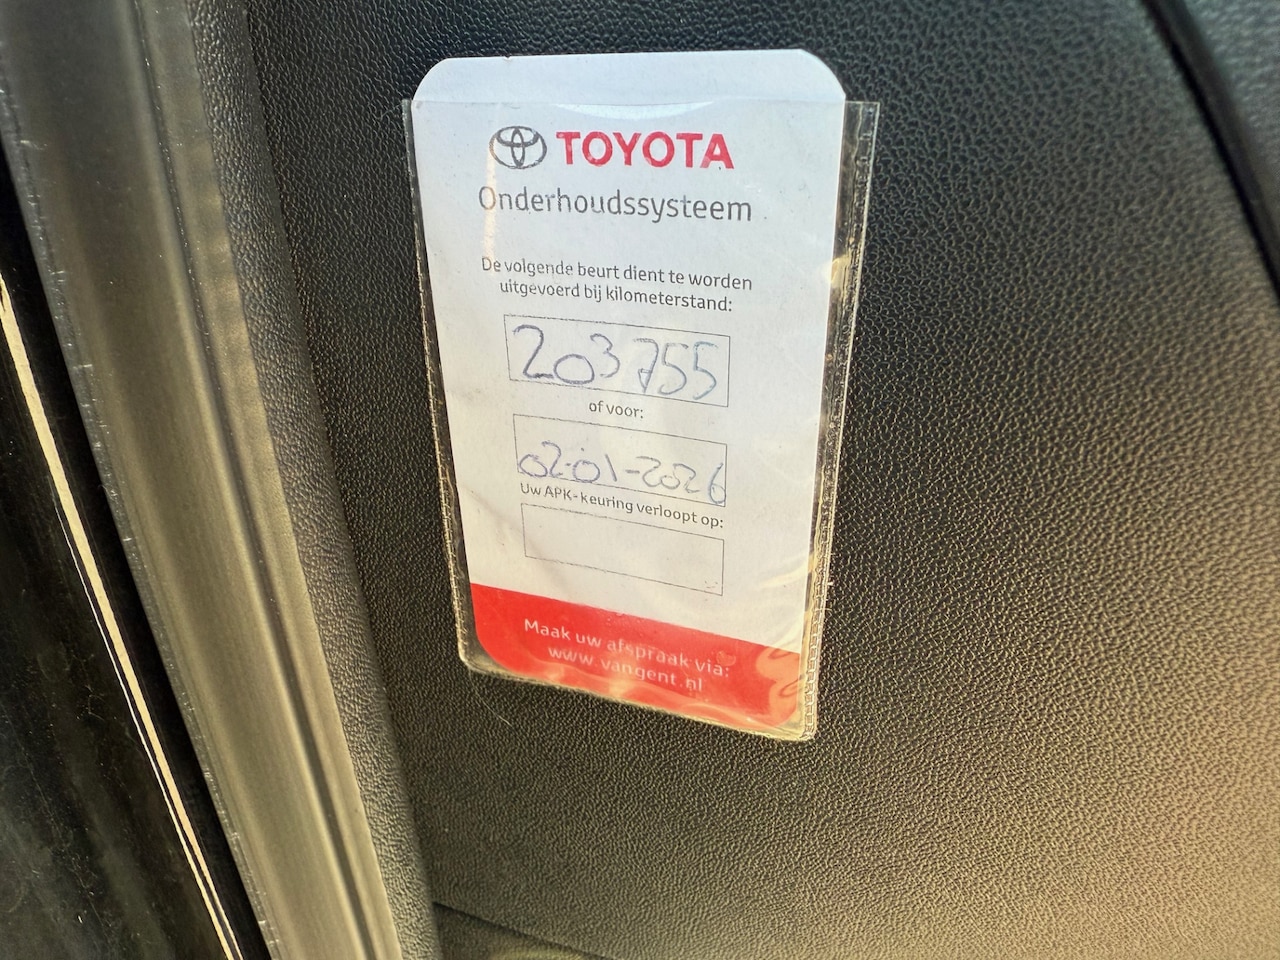 TOYOTA
Onderhoudssysteem
De volgende beurt dient te worden
uitgevoerd bij kilometerstand:
203755
of voor:
02-01-2026
Uw APK-keuring verloopt op:
Maak uw afspraak via:
www.vangent.nl